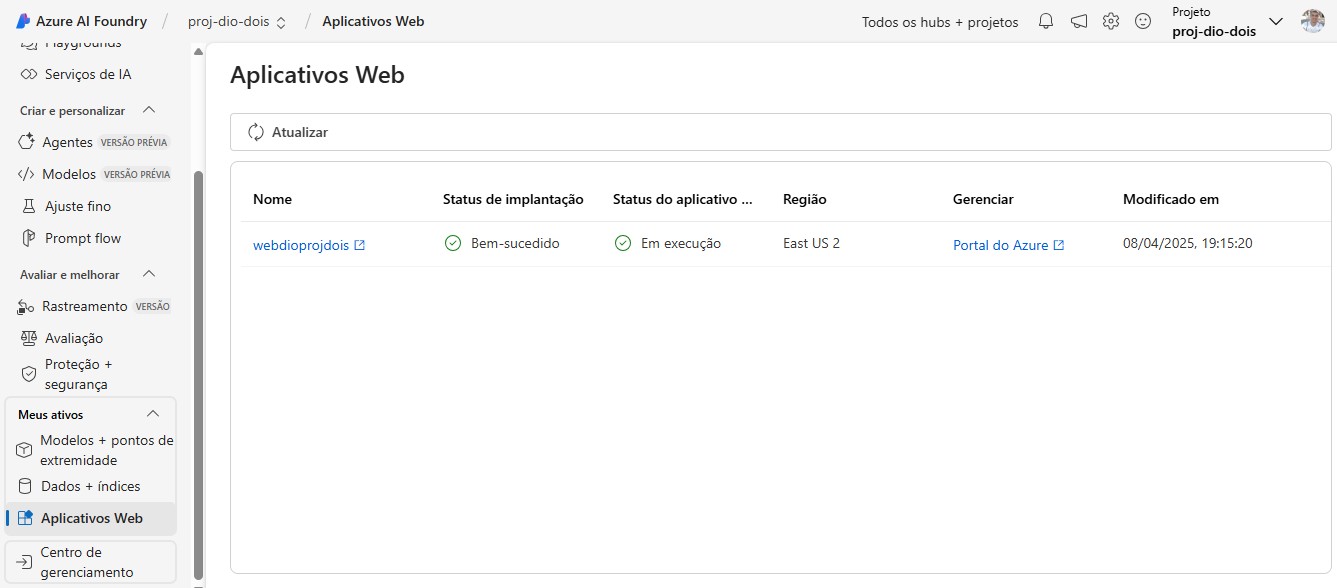 Azure AI Foundry / proj-dio-dois / Aplicativos Web
Todos os hubs + projetos
Projeto
proj-dio-dois
Playgrounds
Serviços de IA
Criar e personalizar
Agentes VERSÃO PRÉVIA
Modelos VERSÃO PRÉVIA
Ajuste fino
Prompt flow
Avaliar e melhorar
Rastreamento VERSÃO
Avaliação
Proteção +
segurança
Meus ativos
Modelos + pontos de
extremidade
Dados + índices
Aplicativos Web
Centro de
gerenciamento
Aplicativos Web
Atualizar
Nome Status de implantação Status do aplicativo ... Região Gerenciar Modificado em
webdioprojdois Bem-sucedido Em execução East US 2 Portal do Azure 08/04/2025, 19:15:20